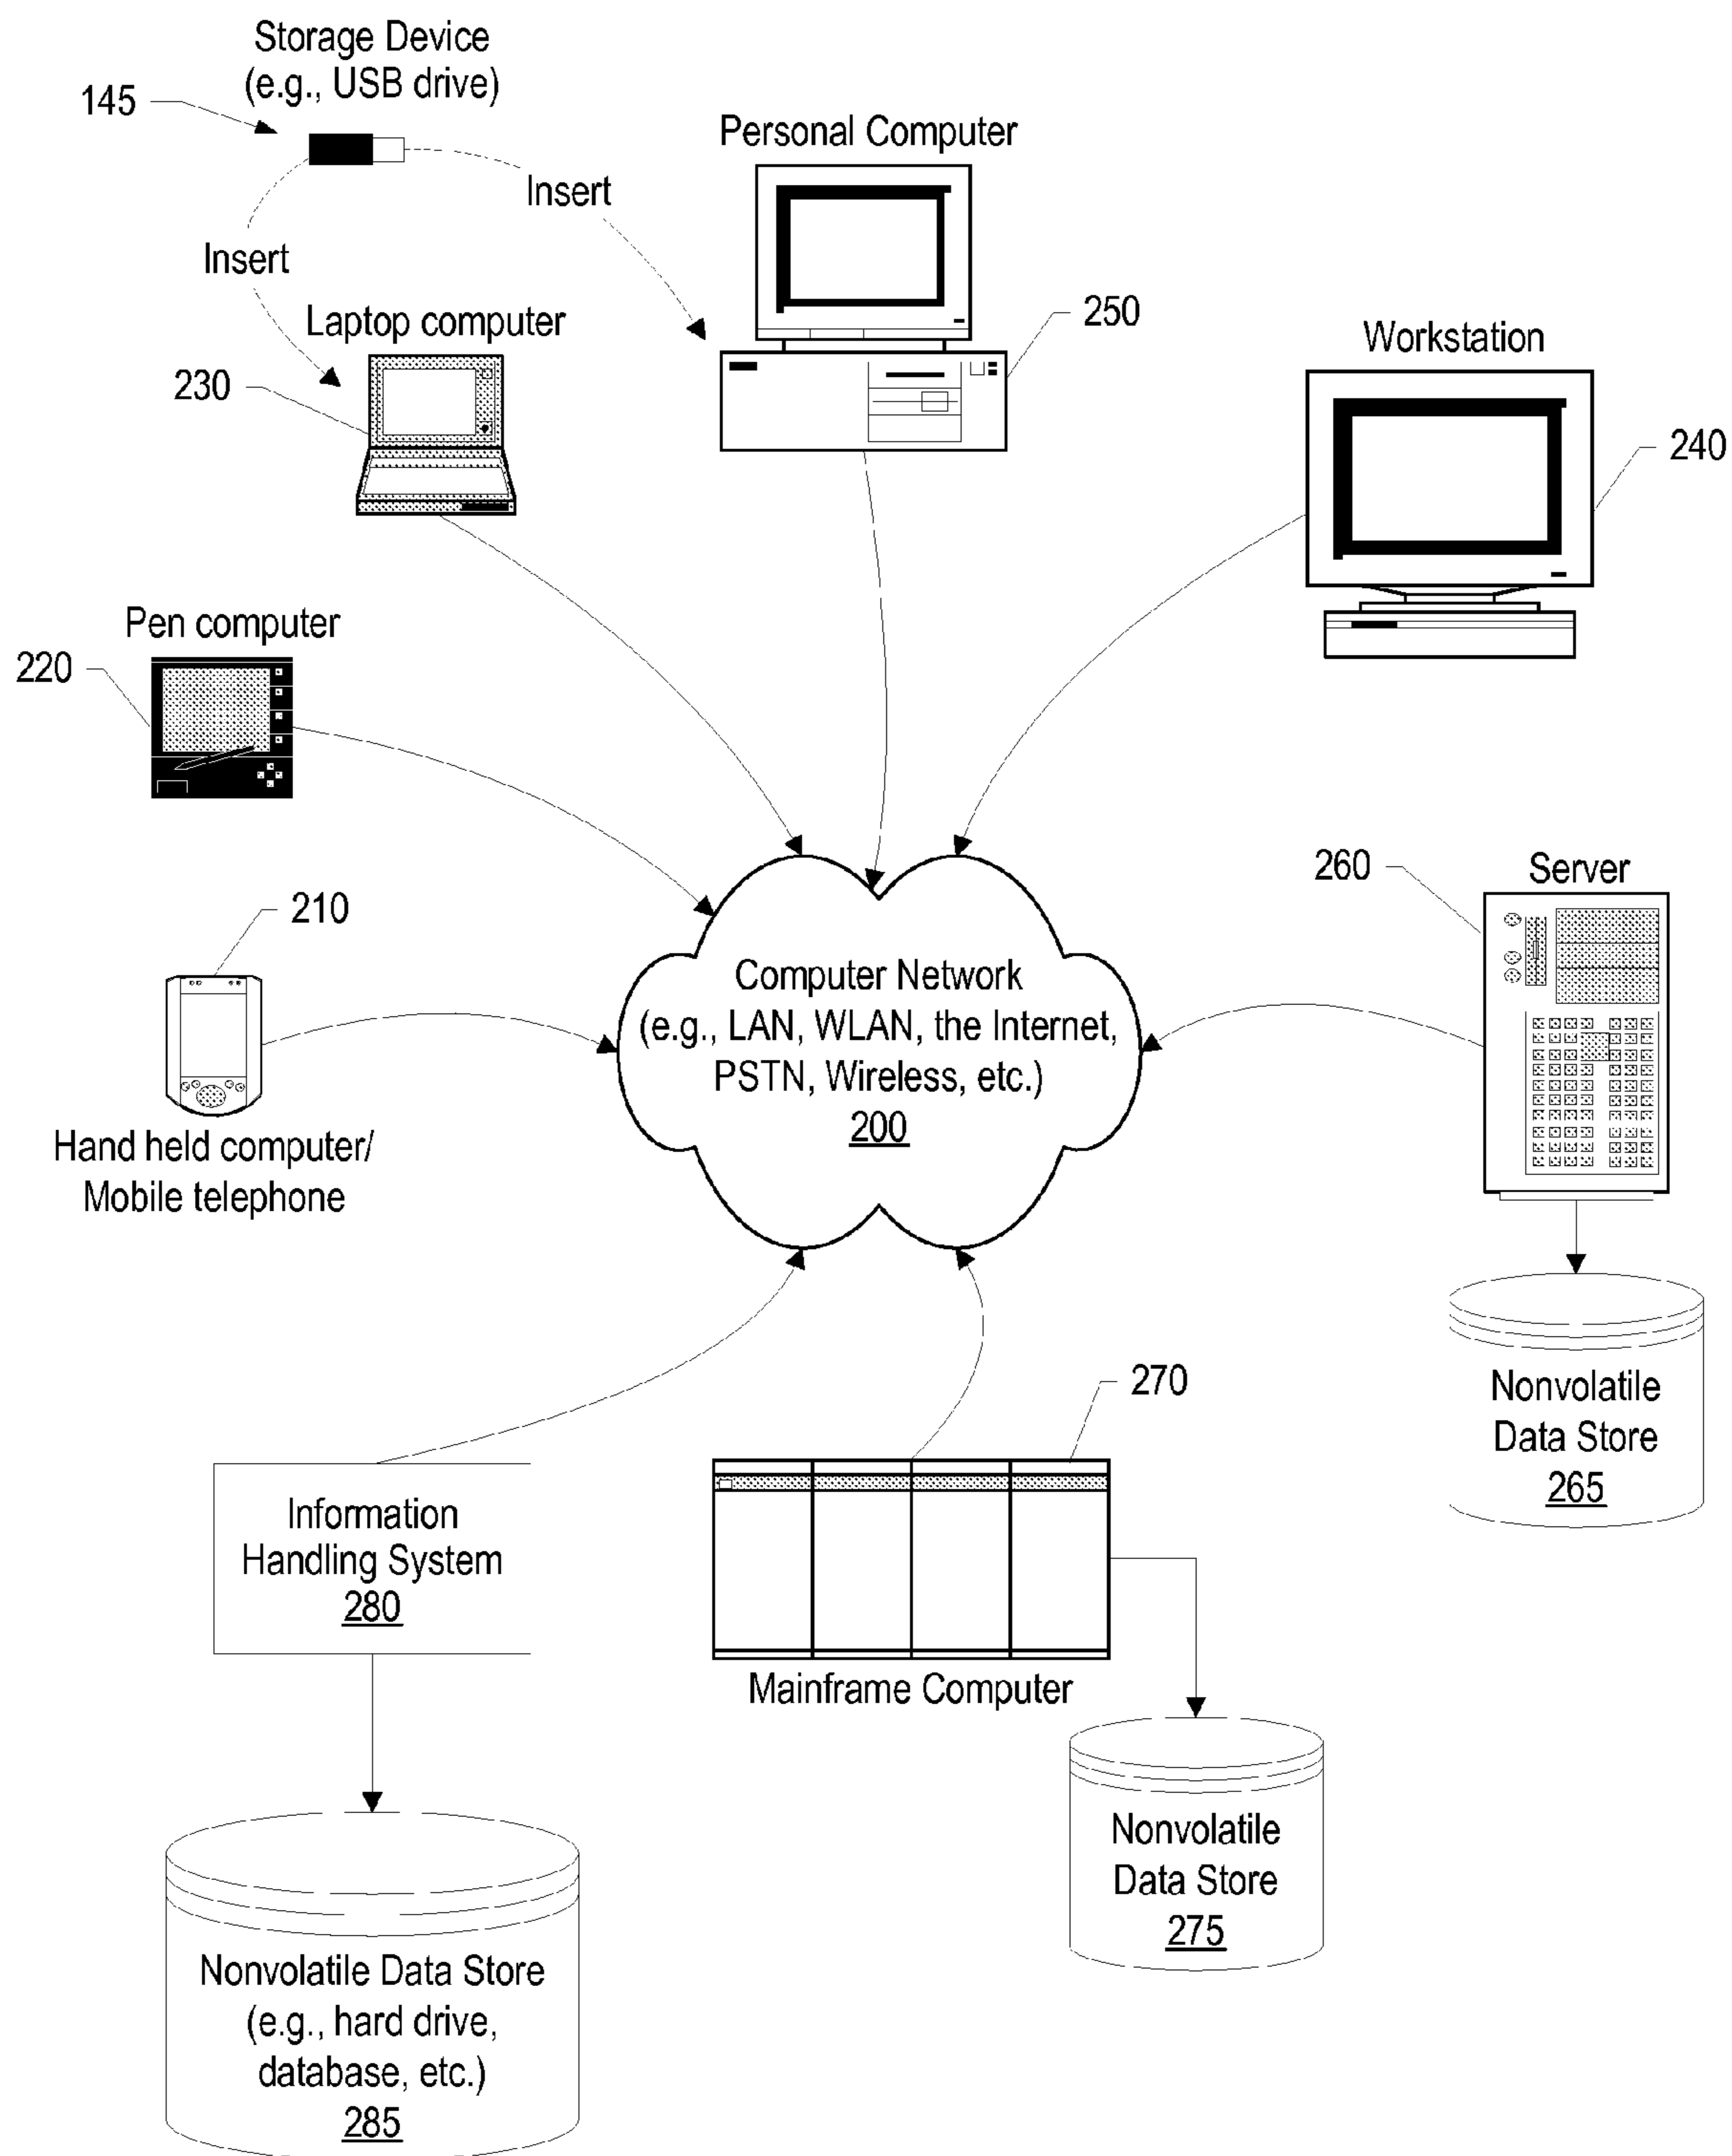 Storage Device
(e.g., USB drive)
145
Personal Computer
Insert
Insert
Laptop computer
250
Workstation
230
240
Pen computer
220
260
Server
210
Computer Network
(e.g., LAN, WLAN, the Internet,
PSTN, Wireless, etc.)
200
Hand held computer/
Mobile telephone
270
Nonvolatile
Data Store
265
Information
Handling System
280
Mainframe Computer
Nonvolatile
Data Store
275
Nonvolatile Data Store
(e.g., hard drive,
database, etc.)
285